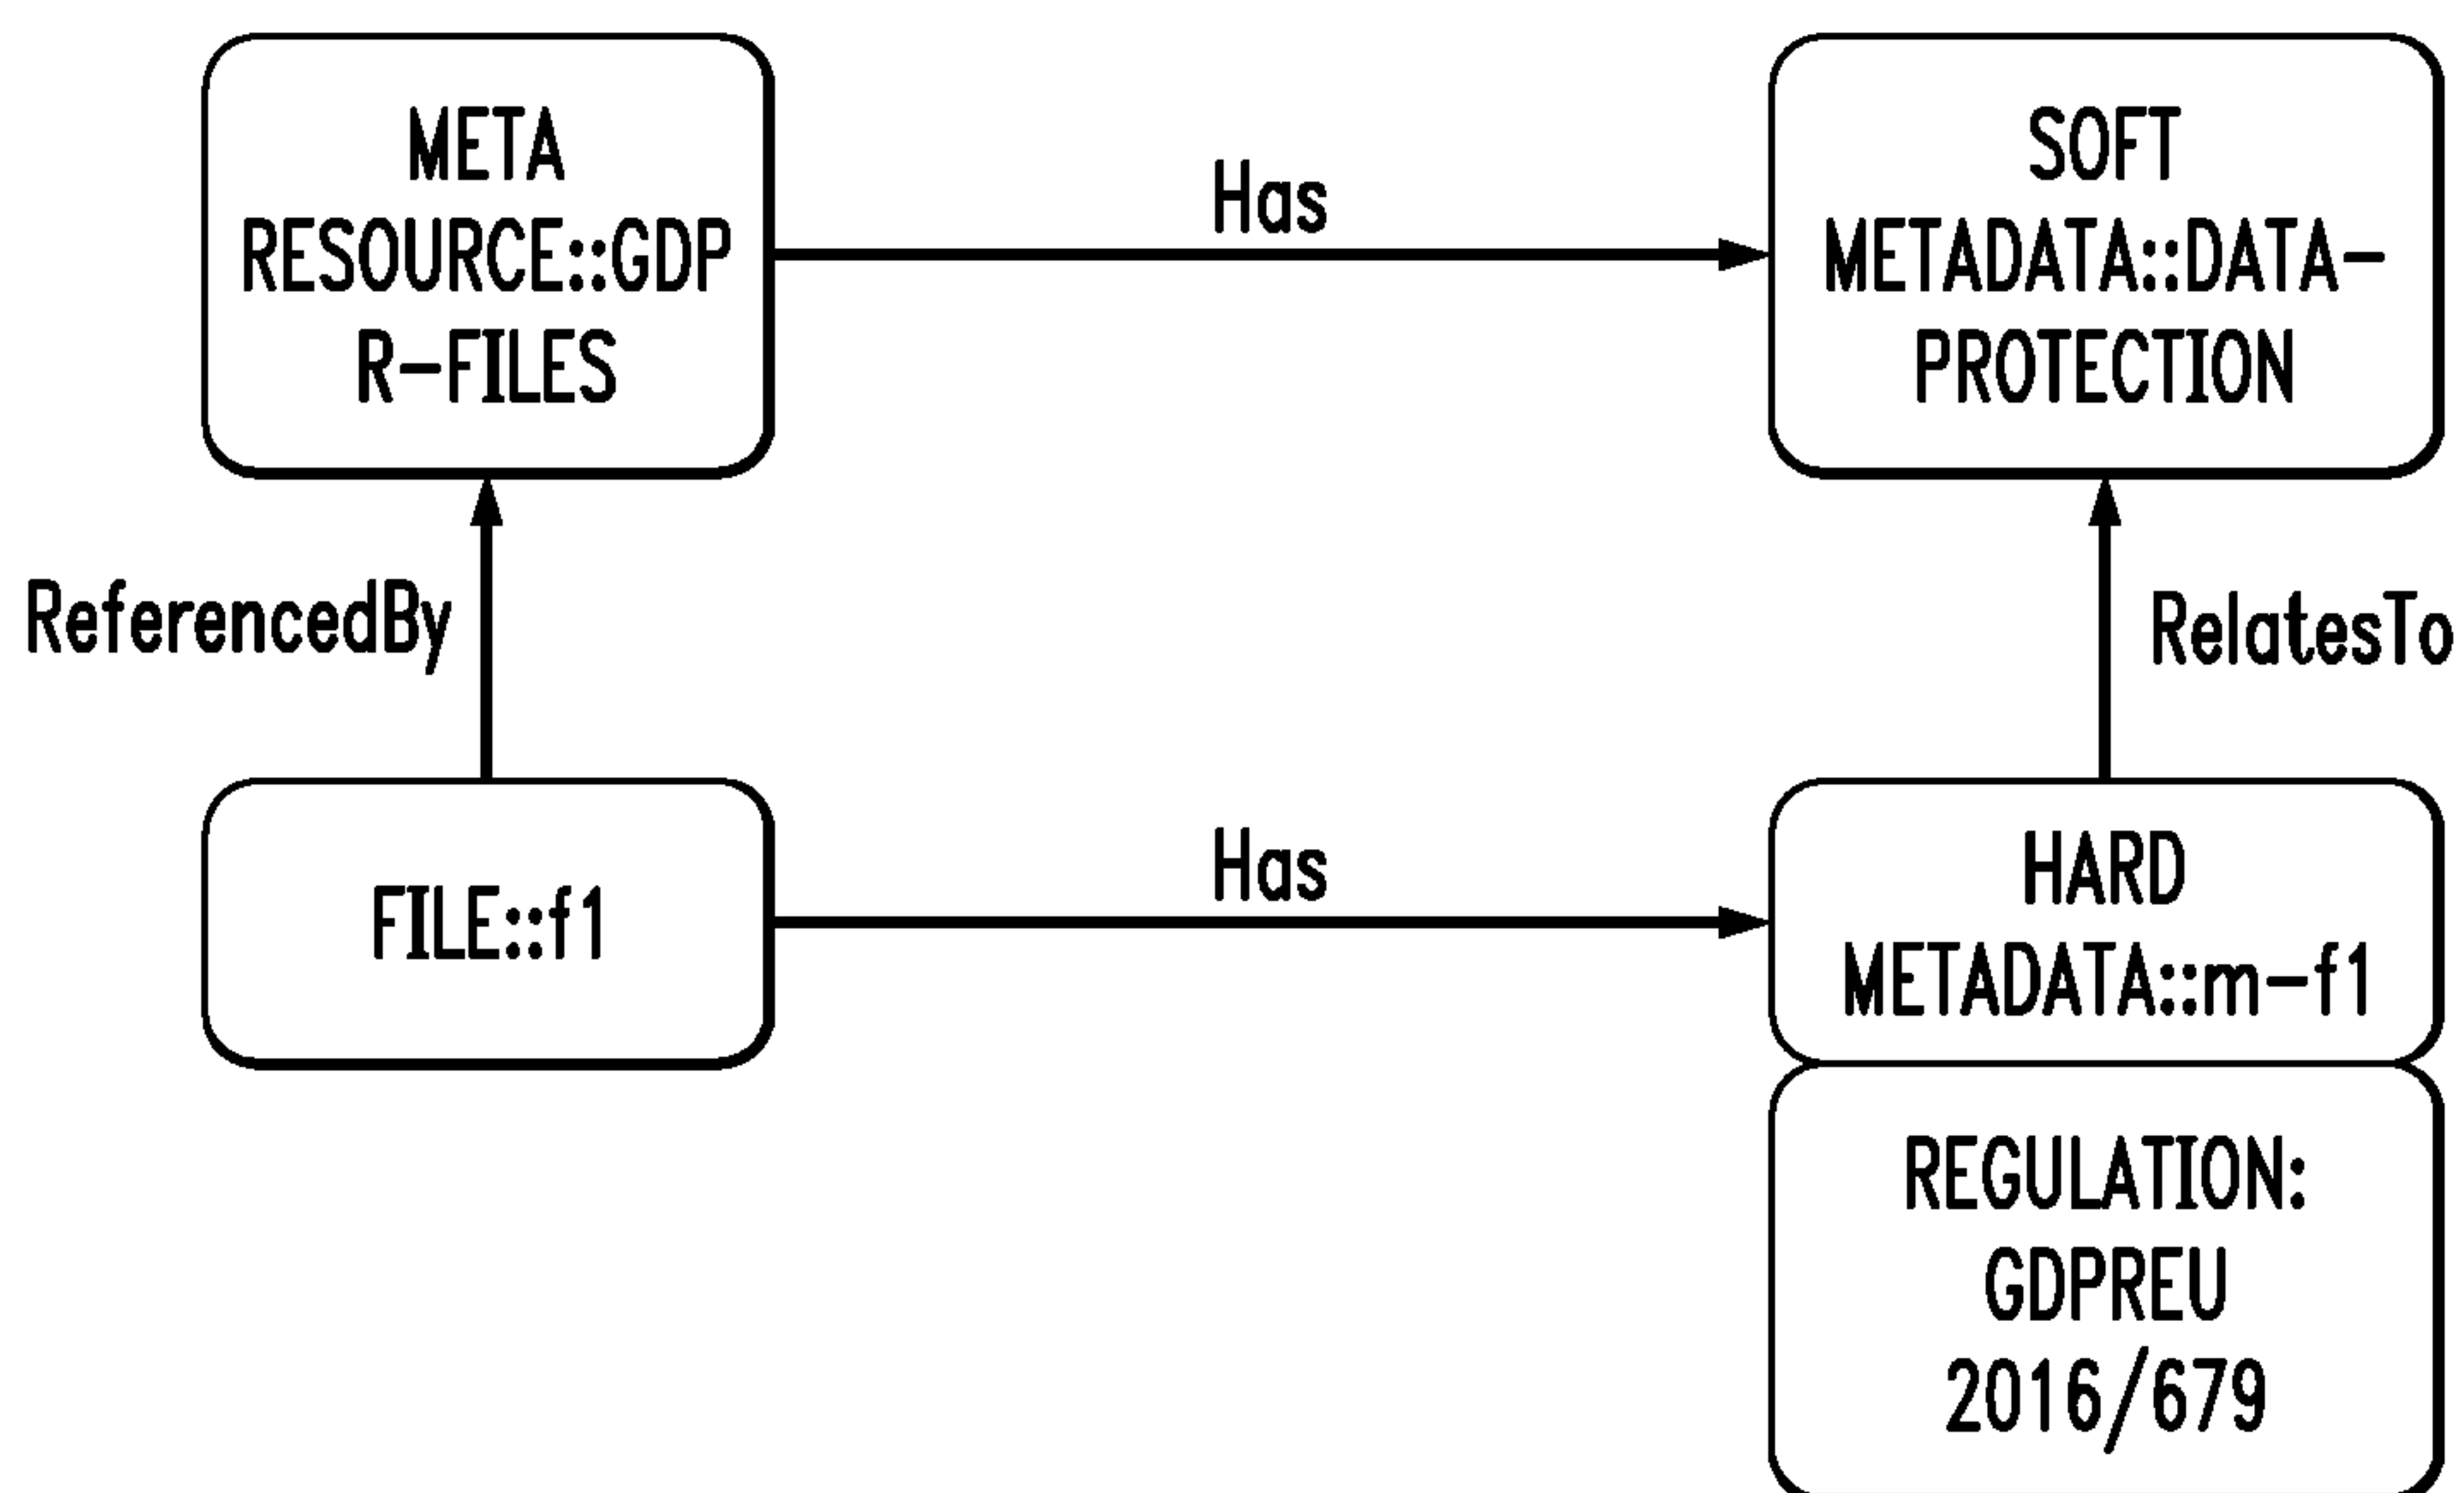 META
RESOURCE::GDP
R-FILES
Has
SOFT
METADATA::DATA-
PROTECTION
ReferencedBy
RelatesTo
FILE::f1
Has
HARD
METADATA::m-f1
REGULATION:
GDPREU
2016/679